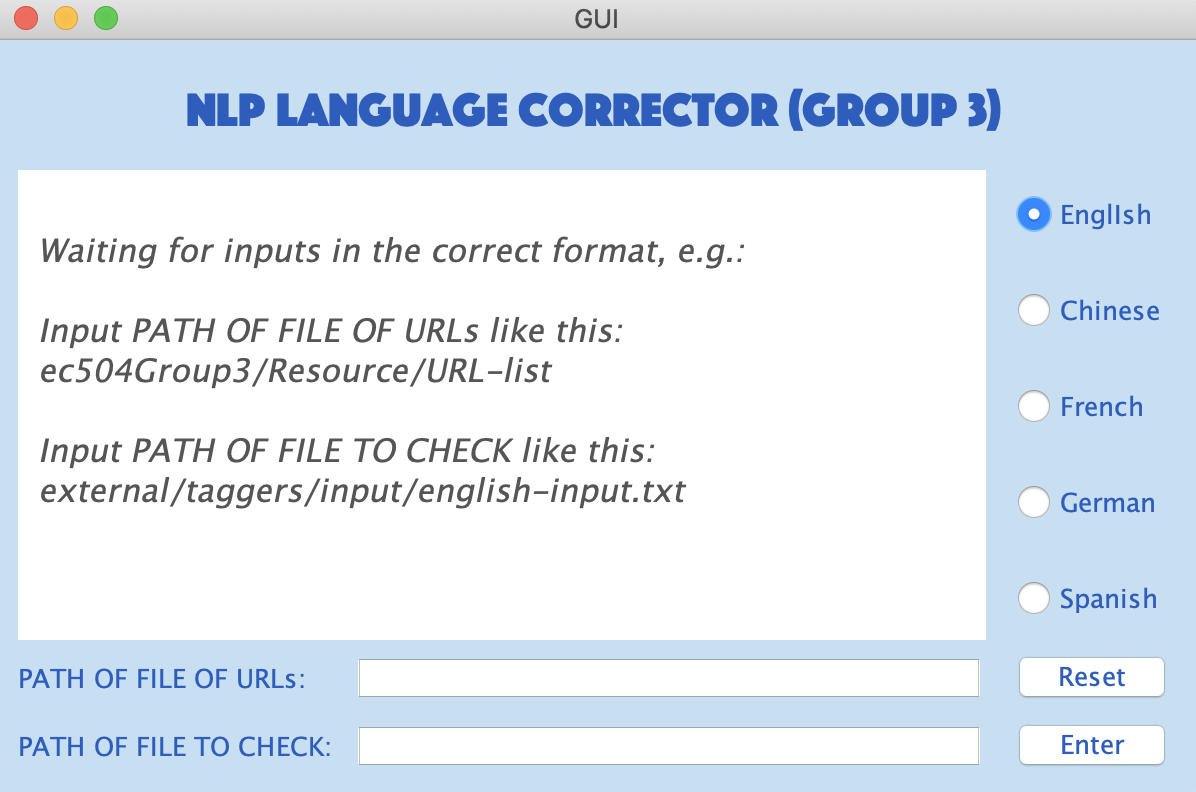 GUI
NLP LANGUAGE CORRECTOR (GROUP 3)
Waiting for inputs in the correct format, e.g.:
Input PATH OF FILE OF URLs like this:
ec504Group3/Resource/URL-list
Input PATH OF FILE TO CHECK like this:
external/taggers/input/english-input.txt
EnglIsh
Chinese
French
German
Spanish
PATH OF FILE OF URLs:
Reset
PATH OF FILE TO CHECK:
Enter